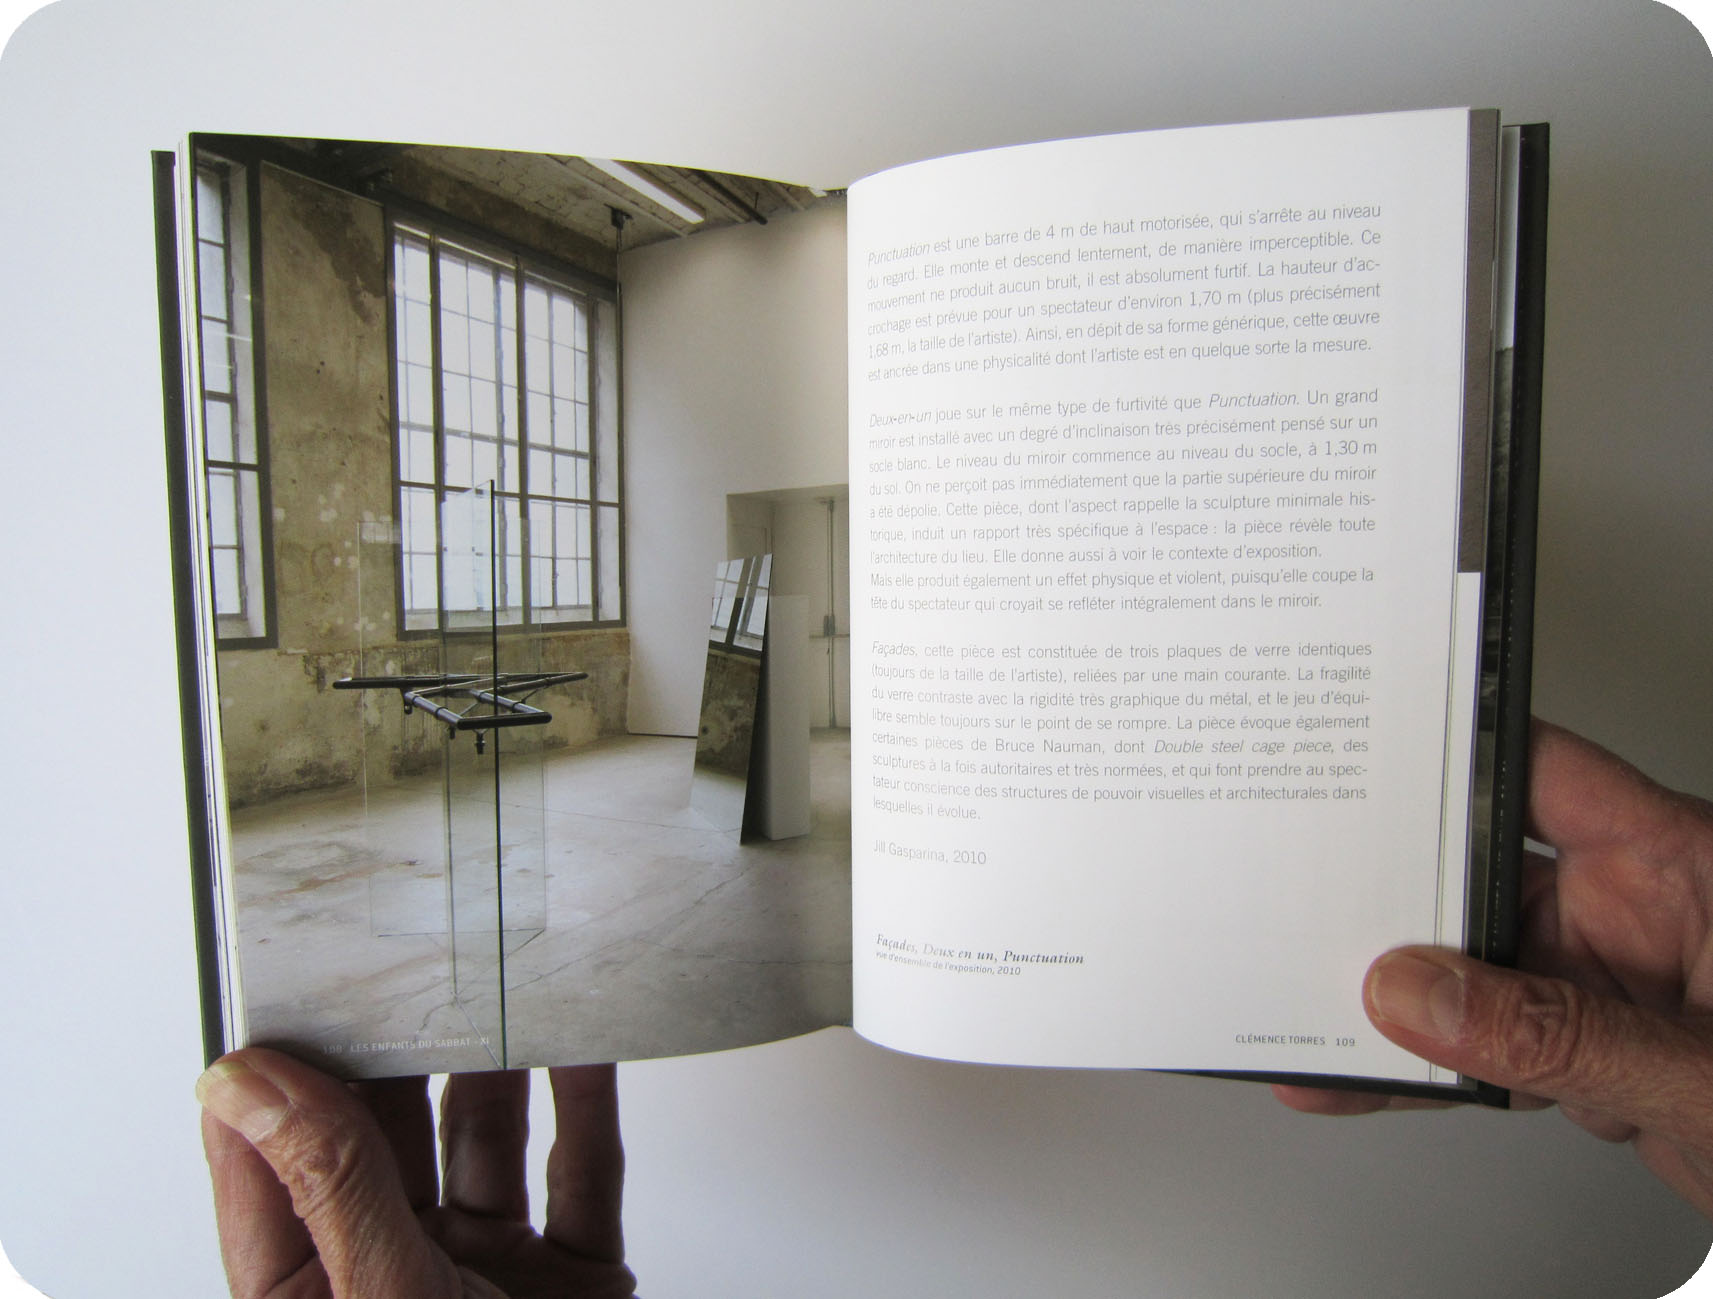 108 LES ENFANTS DU SABBAT - XI
Punctuation est une barre de 4 m de haut motorisée, qui s'arrête au niveau
du regard. Elle monte et descend lentement, de manière imperceptible. Ce
mouvement ne produit aucun bruit, il est absolument furtif. La hauteur d'ac-
crochage est prévue pour un spectateur d'environ 1,70 m (plus précisément
1,68 m, la taille de l'artiste). Ainsi, en dépit de sa forme générique, cette œuvre
est ancrée dans une physicalité dont l'artiste est en quelque sorte la mesure.
Deux-en-un joue sur le même type de furtivité que Punctuation. Un grand
miroir est installé avec un degré d'inclinaison très précisément pensé sur un
socle blanc. Le niveau du miroir commence au niveau du socle, à 1,30 m
du sol. On ne perçoit pas immédiatement que la partie supérieure du miroir
a été dépolie. Cette pièce, dont l'aspect rappelle la sculpture minimale his-
torique, induit un rapport très spécifique à l'espace : la pièce révèle toute
l'architecture du lieu. Elle donne aussi à voir le contexte d'exposition.
Mais elle produit également un effet physique et violent, puisqu'elle coupe la
tête du spectateur qui croyait se refléter intégralement dans le miroir.
Façades, cette pièce est constituée de trois plaques de verre identiques
(toujours de la taille de l'artiste), reliées par une main courante. La fragilité
du verre contraste avec la rigidité très graphique du métal, et le jeu d'équi-
libre semble toujours sur le point de se rompre. La pièce évoque également
certaines pièces de Bruce Nauman, dont Double steel cage piece, des
sculptures à la fois autoritaires et très normées, et qui font prendre au spec-
tateur conscience des structures de pouvoir visuelles et architecturales dans
lesquelles il évolue.
Jill Gasparina, 2010
Façades, Deux en un, Punctuation
vue d'ensemble de l'exposition, 2010
CLÉMENCE TORRES 109